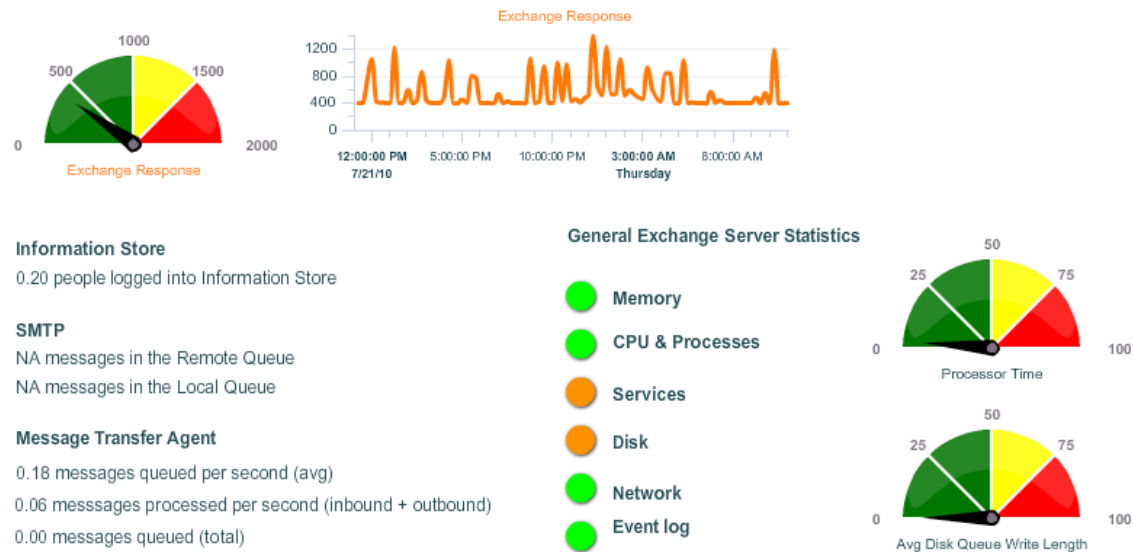 Exchange Response
1000
500
1500
0
2000
Exchange Response
1200
800
400
0
12:00:00 PM
5:00:00 PM
10:00:00 PM
3:00:00 AM
8:00:00 AM
7/21/10
Thursday
Information Store
0.20 people logged into Information Store
SMTP
NA messages in the Remote Queue
NA messages in the Local Queue
Message Transfer Agent
0.18 messages queued per second (avg)
0.06 messsages processed per second (inbound + outbound)
0.00 messages queued (total)
General Exchange Server Statistics
Memory
CPU & Processes
Services
Disk
Network
Event log
50
25
75
0
100
Processor Time
50
25
75
0
100
Avg Disk Queue Write Length